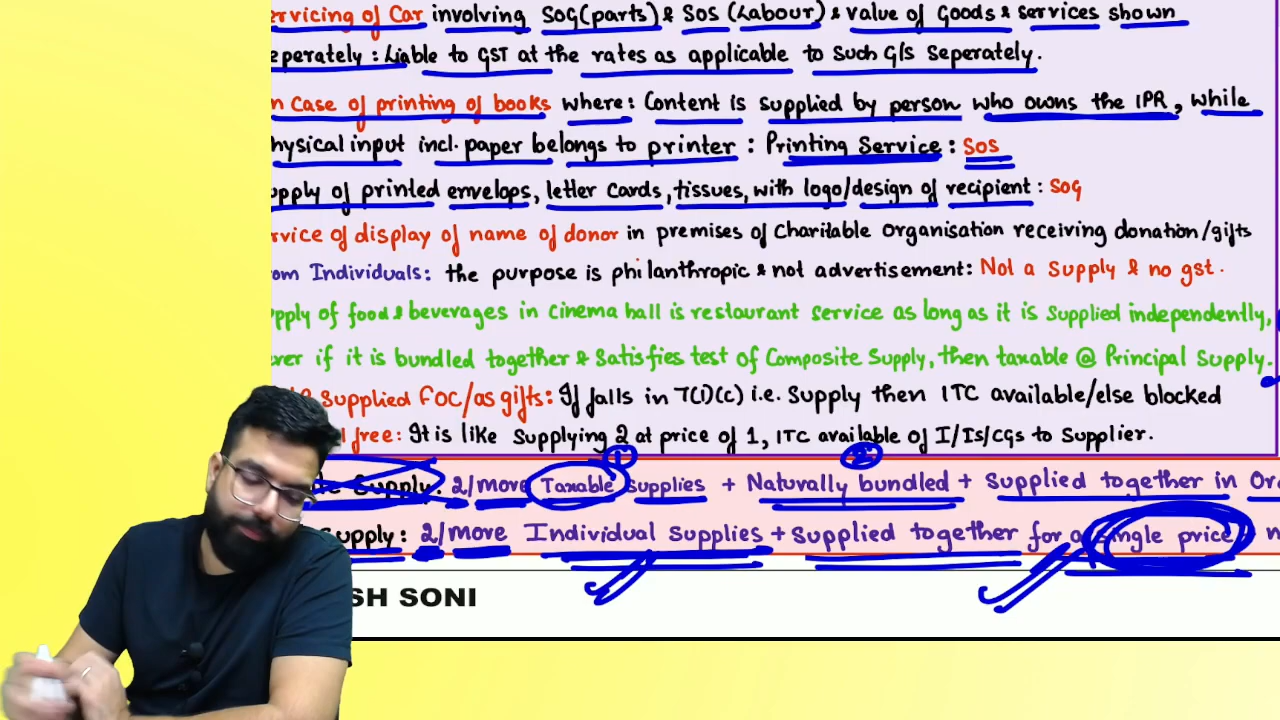 ervicing of Car involving SOG(parts) & SOS (Labour) & value of Goods & services shown
eperately : Liable to GST at the rates as applicable to such G/S Seperately.
n case of printing of books where: Content is supplied by person who owns the IPR, while
hysical input incl. paper belongs to printer : Printing Service : SOS
pply of printed envelops, letter cards, tissues, with logo/design of recipient : SOG
rvice of display of name of donor in premises of Charitable Organisation receiving donation/gifts
rom Individuals: the purpose is philanthropic & not advertisement: Not a Supply & no gst.
pply of food & beverages in cinema hall is restaurant service as long as it is supplied independently,
ever if it is bundled together & Satisfies test of Composite Supply, then taxable @ Principal Supply.
Supplied FOC/as gifts: If falls in 7(1)(c) i.e. Supply then ITC available/else blocked
free: It is like supplying 2 at price of 1, ITC available of I/Is/CGs to Supplier.
1 2
te Supply: 2/more Taxable supplies + Naturally bundled + Supplied together in Or
upply: 2/more Individual Supplies + Supplied together for a single price
SH SONI